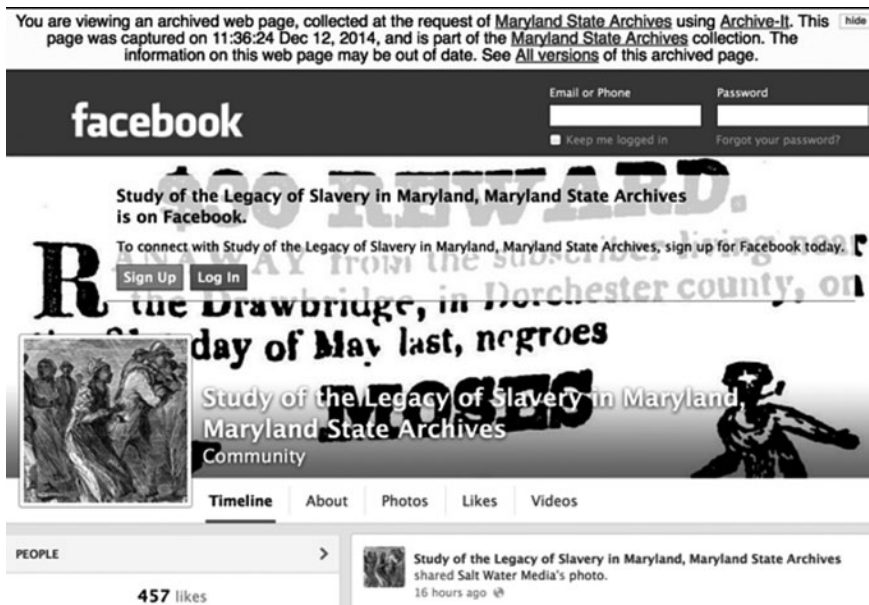 You are viewing an archived web page, collected at the request of Maryland State Archives using Archive-It. This hide
page was captured on 11:36:24 Dec 12, 2014, and is part of the Maryland State Archives collection. The
information on this web page may be out of date. See All versions of this archived page.
Email or Phone Password
facebook
Keep me logged in Forgot your password?
$30 REWARD.
Study of the Legacy of Slavery in Maryland, Maryland State Archives
is on Facebook.
To connect with Study of the Legacy of Slavery in Maryland, Maryland State Archives, sign up for Facebook today.
RANAWAY from the subscriber living near
Sign Up Log In
the Drawbridge, in Dorchester county, on
day of May last, negroes
MOSES
Study of the Legacy of Slavery in Maryland,
Maryland State Archives
Community
Timeline About Photos Likes Videos
PEOPLE >
457 likes
Study of the Legacy of Slavery in Maryland, Maryland State Archives
shared Salt Water Media's photo.
16 hours ago